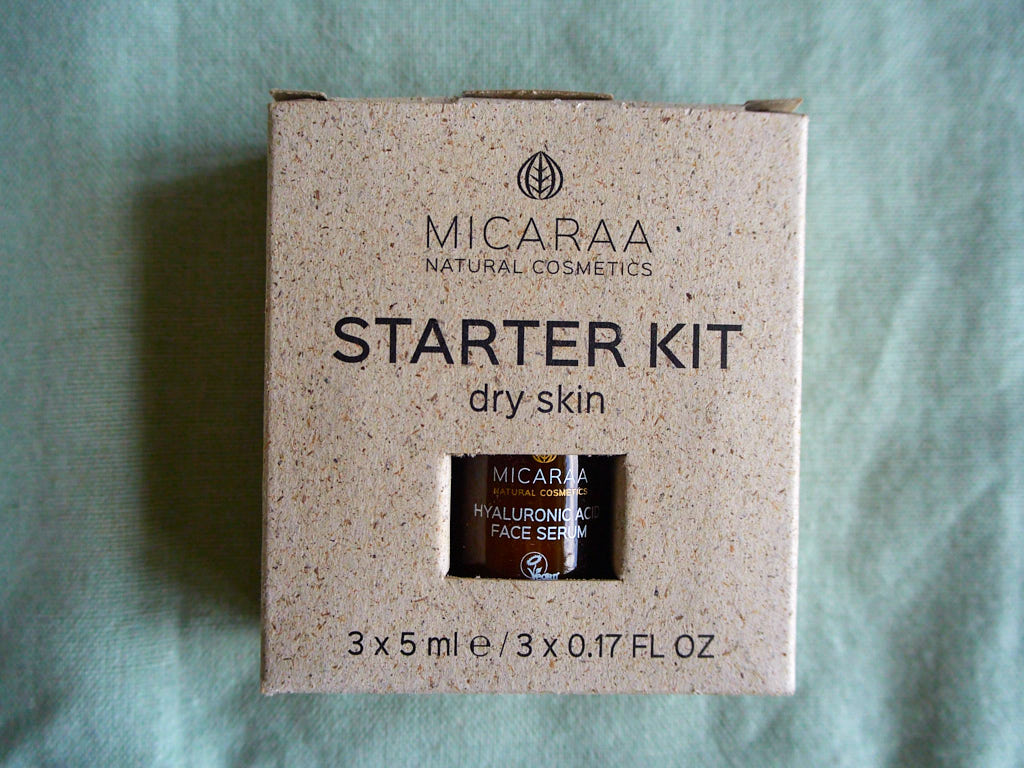 MICARAA
NATURAL COSMETICS
STARTER KIT
dry skin
MICARAA
NATURAL COSMETICS
HYALURONIC ACID
FACE SERUM
vegan
3 x 5 ml ℮ / 3 x 0.17 FL OZ